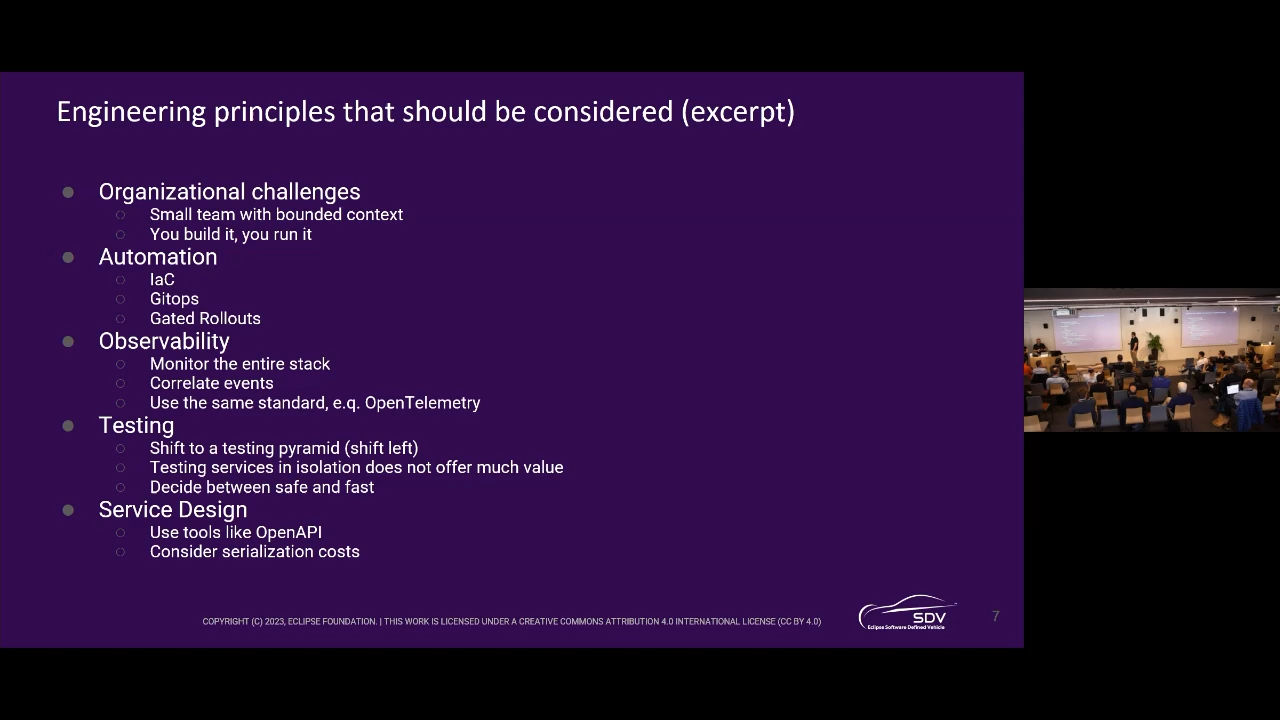 Engineering principles that should be considered (excerpt)
Organizational challenges
Small team with bounded context
You build it, you run it
Automation
IaC
Gitops
Gated Rollouts
Observability
Monitor the entire stack
Correlate events
Use the same standard, e.q. OpenTelemetry
Testing
Shift to a testing pyramid (shift left)
Testing services in isolation does not offer much value
Decide between safe and fast
Service Design
Use tools like OpenAPI
Consider serialization costs
COPYRIGHT (C) 2023, ECLIPSE FOUNDATION. | THIS WORK IS LICENSED UNDER A CREATIVE COMMONS ATTRIBUTION 4.0 INTERNATIONAL LICENSE (CC BY 4.0)
SDV
Eclipse Software Defined Vehicle
7